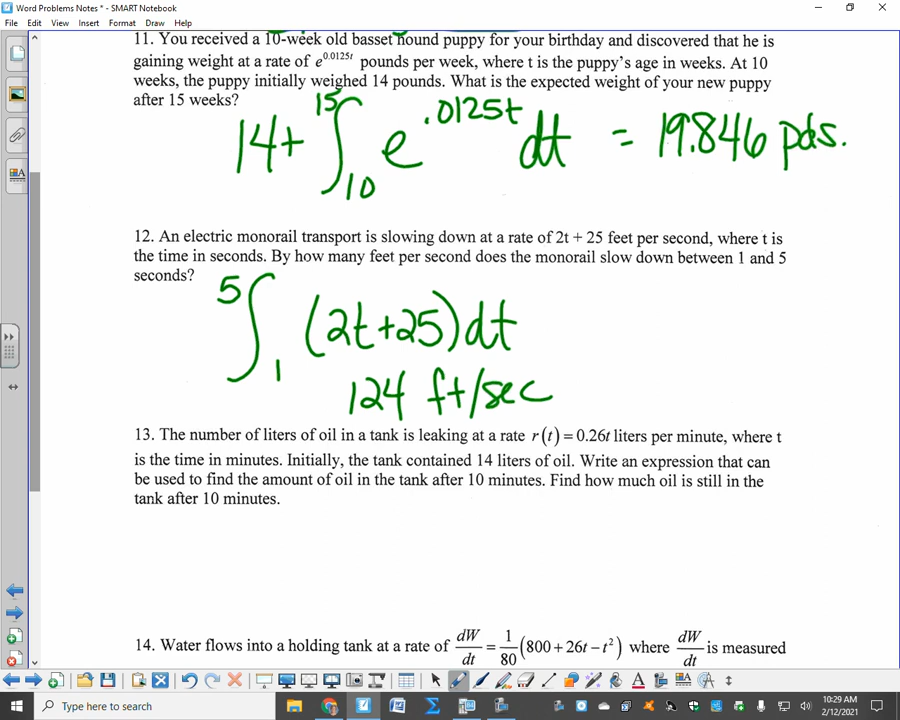 Word Problems Notes * - SMART Notebook
File Edit View Insert Format Draw Help
11. You received a 10-week old basset hound puppy for your birthday and discovered that he is
gaining weight at a rate of e^0.0125t pounds per week, where t is the puppy's age in weeks. At 10
weeks, the puppy initially weighed 14 pounds. What is the expected weight of your new puppy
after 15 weeks?
14 + ∫_10^15 e^.0125t dt = 19.846 pds.
12. An electric monorail transport is slowing down at a rate of 2t + 25 feet per second, where t is
the time in seconds. By how many feet per second does the monorail slow down between 1 and 5
seconds?
∫_1^5 (2t+25)dt
124 ft/sec
13. The number of liters of oil in a tank is leaking at a rate r(t) = 0.26t liters per minute, where t
is the time in minutes. Initially, the tank contained 14 liters of oil. Write an expression that can
be used to find the amount of oil in the tank after 10 minutes. Find how much oil is still in the
tank after 10 minutes.
14. Water flows into a holding tank at a rate of dW/dt = 1/80 (800 + 26t − t²) where dW/dt is measured
Type here to search
10:29 AM
2/12/2021